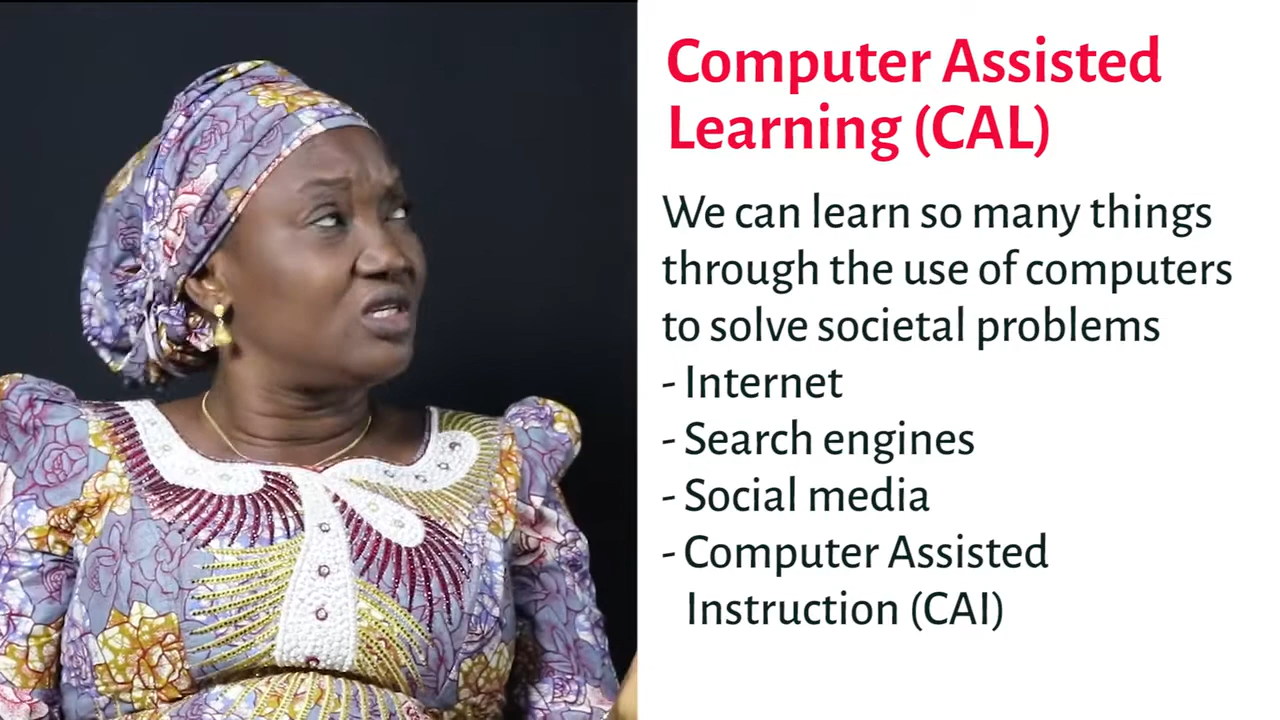 Computer Assisted
Learning (CAL)
We can learn so many things
through the use of computers
to solve societal problems
- Internet
- Search engines
- Social media
- Computer Assisted
Instruction (CAI)